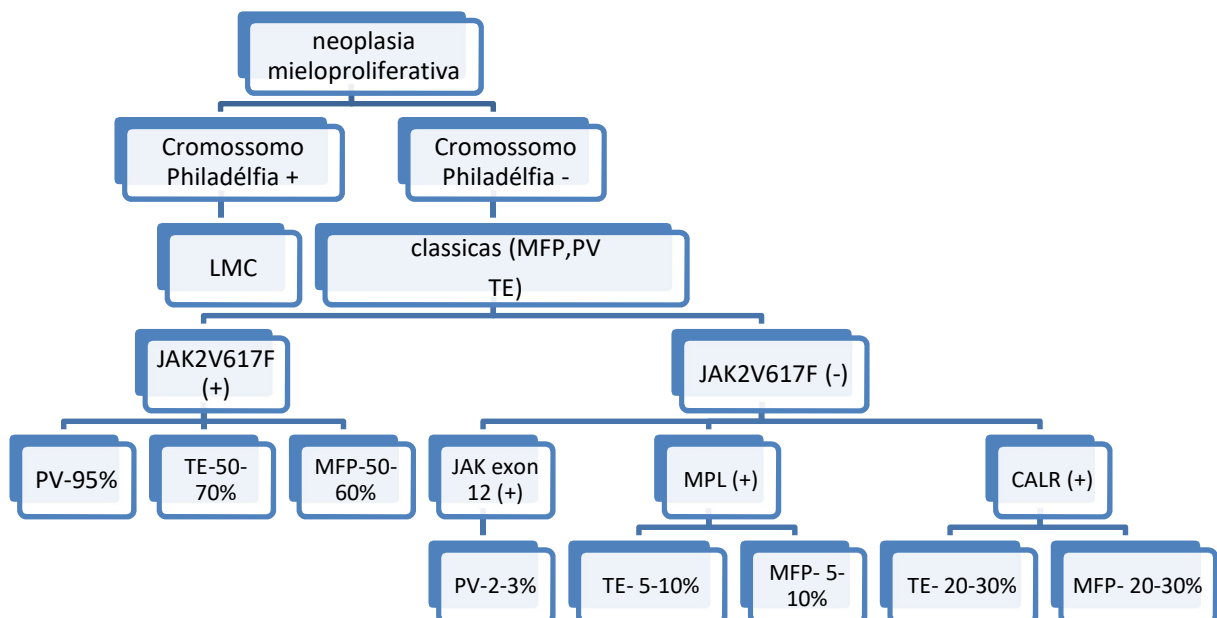 neoplasia
mieloproliferativa
Cromossomo
Philadélfia +
Cromossomo
Philadélfia -
LMC
classicas (MFP,PV
TE)
JAK2V617F
(+)
JAK2V617F (-)
PV-95%
TE-50-
70%
MFP-50-
60%
JAK exon
12 (+)
MPL (+)
CALR (+)
PV-2-3%
TE- 5-10%
MFP- 5-
10%
TE- 20-30%
MFP- 20-30%